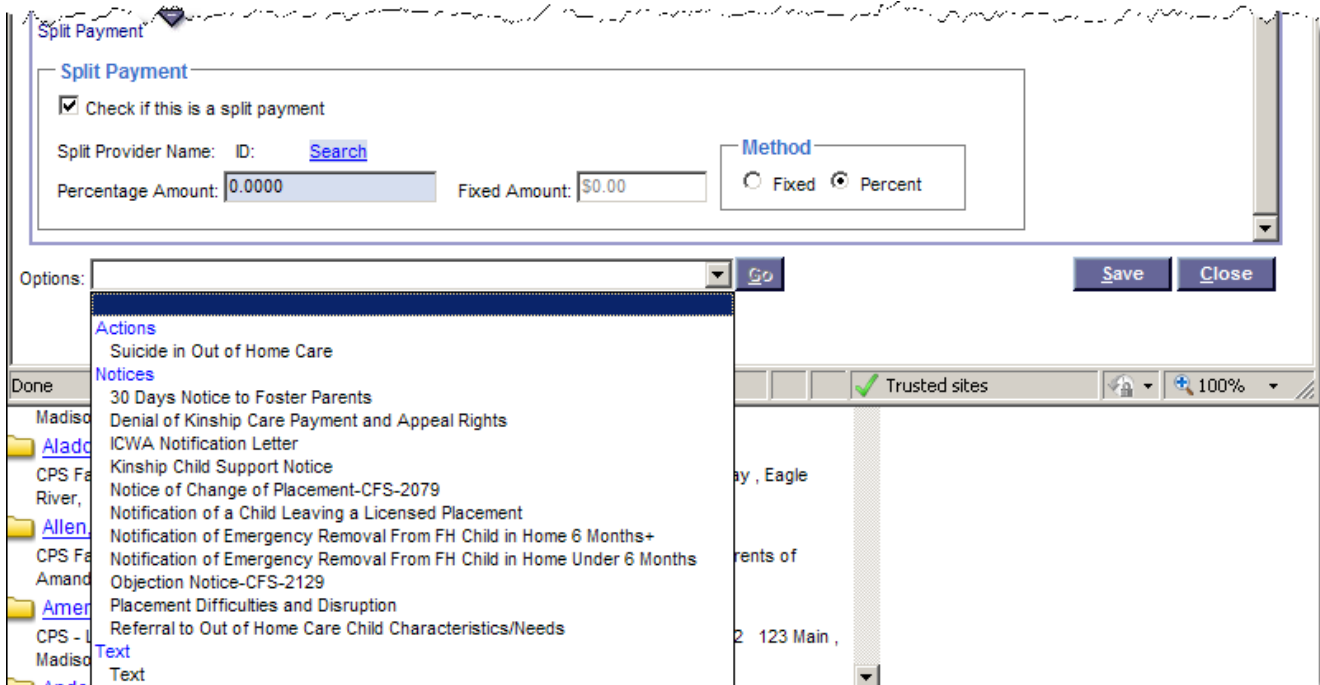 Split Payment
Split Payment
Check if this is a split payment
Split Provider Name: ID: Search
Method
Percentage Amount: 0.0000 Fixed Amount: $0.00 Fixed Percent
Options: Go Save Close
Actions
Suicide in Out of Home Care
Notices
Done Trusted sites 100%
30 Days Notice to Foster Parents
Denial of Kinship Care Payment and Appeal Rights
ICWA Notification Letter
Kinship Child Support Notice
Notice of Change of Placement-CFS-2079
Notification of a Child Leaving a Licensed Placement
Notification of Emergency Removal From FH Child in Home 6 Months+
Notification of Emergency Removal From FH Child in Home Under 6 Months
Objection Notice-CFS-2129
Placement Difficulties and Disruption
Referral to Out of Home Care Child Characteristics/Needs
Text
Text
Madiso
CPS Fa ay , Eagle
River,
Allen,
CPS Fa rents of
Amand
Amer
CPS - L 2 123 Main ,
Madiso